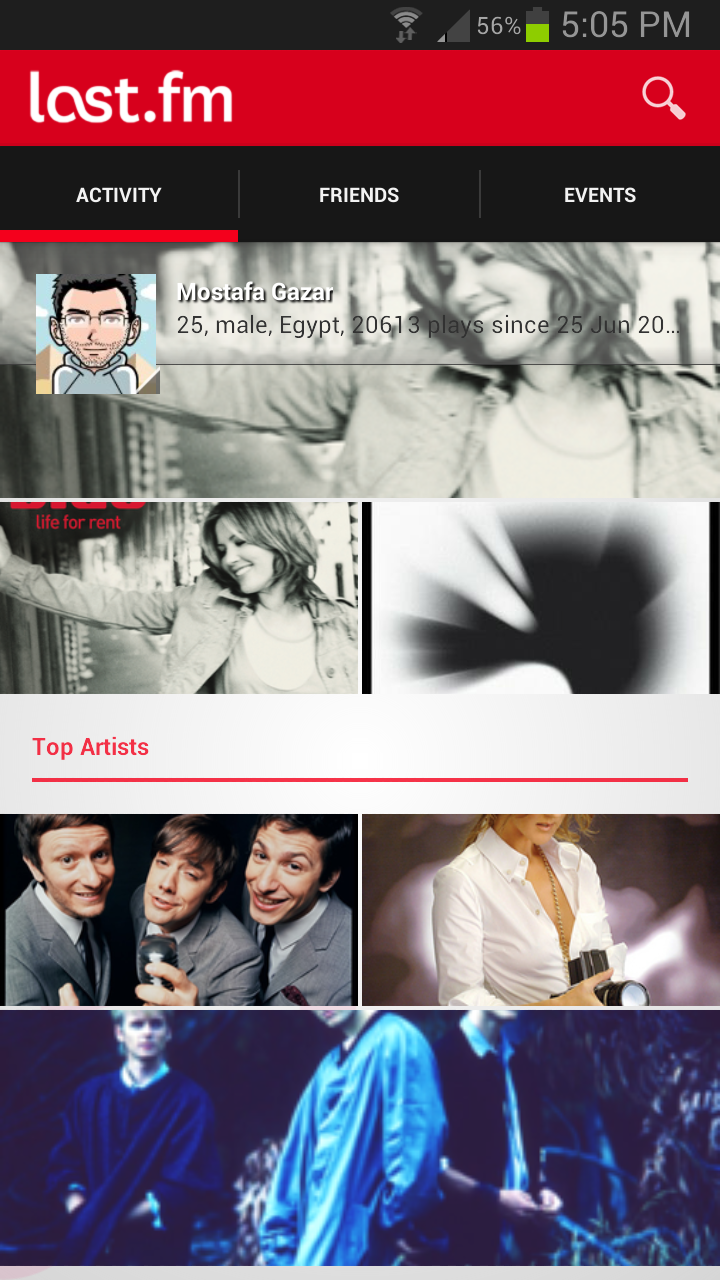 56%
5:05 PM
last.fm
ACTIVITY
FRIENDS
EVENTS
Mostafa Gazar
25, male, Egypt, 20613 plays since 25 Jun 20...
life for rent
Top Artists